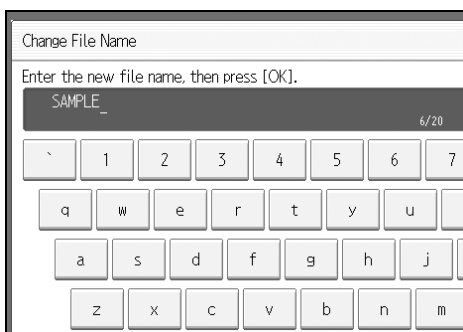 Change File Name
Enter the new file name, then press [OK].
SAMPLE_
6/20
` 1 2 3 4 5 6 7
q w e r t y u
a s d f g h j
z x c v b n m